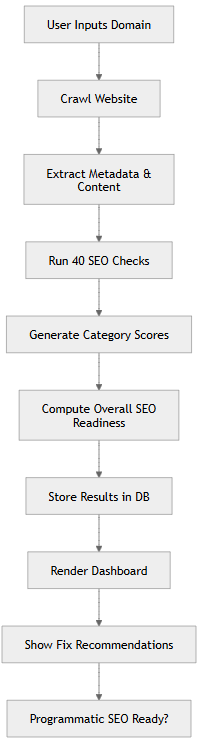 User Inputs Domain
Crawl Website
Extract Metadata &
Content
Run 40 SEO Checks
Generate Category Scores
Compute Overall SEO
Readiness
Store Results in DB
Render Dashboard
Show Fix Recommendations
Programmatic SEO Ready?